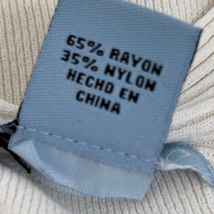 65% RAYON
35% NYLON
HECHO EN
CHINA